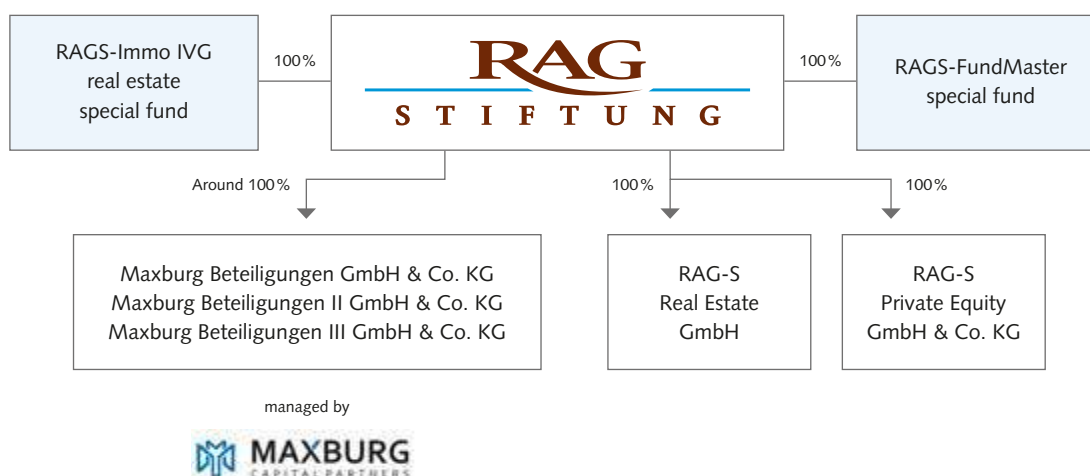 RAGS-Immo IVG
real estate
special fund
100%
RAG
STIFTUNG
100%
RAGS-FundMaster
special fund
Around 100%
100%
100%
Maxburg Beteiligungen GmbH & Co. KG
Maxburg Beteiligungen II GmbH & Co. KG
Maxburg Beteiligungen III GmbH & Co. KG
RAG-S
Real Estate
GmbH
RAG-S
Private Equity
GmbH & Co. KG
managed by
MAXBURG
CAPITAL PARTNERS